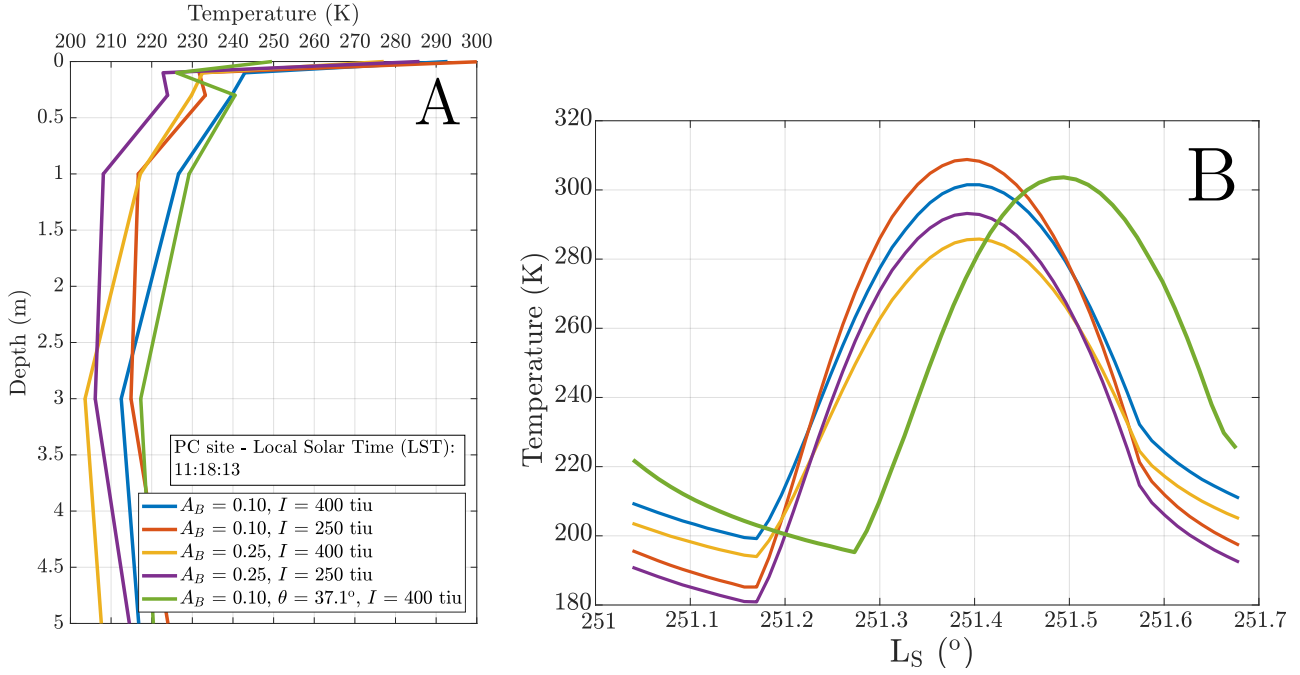 Temperature (K)
200 210 220 230 240 250 260 270 280 290 300
0
0.5
1
1.5
2
2.5
3
3.5
4
4.5
5
Depth (m)
A
PC site - Local Solar Time (LST):
11:18:13
A_B = 0.10, I = 400 tiu
A_B = 0.10, I = 250 tiu
A_B = 0.25, I = 400 tiu
A_B = 0.25, I = 250 tiu
A_B = 0.10, θ = 37.1°, I = 400 tiu
B
320
300
280
260
240
220
200
180
Temperature (K)
251 251.1 251.2 251.3 251.4 251.5 251.6 251.7
L_S (°)